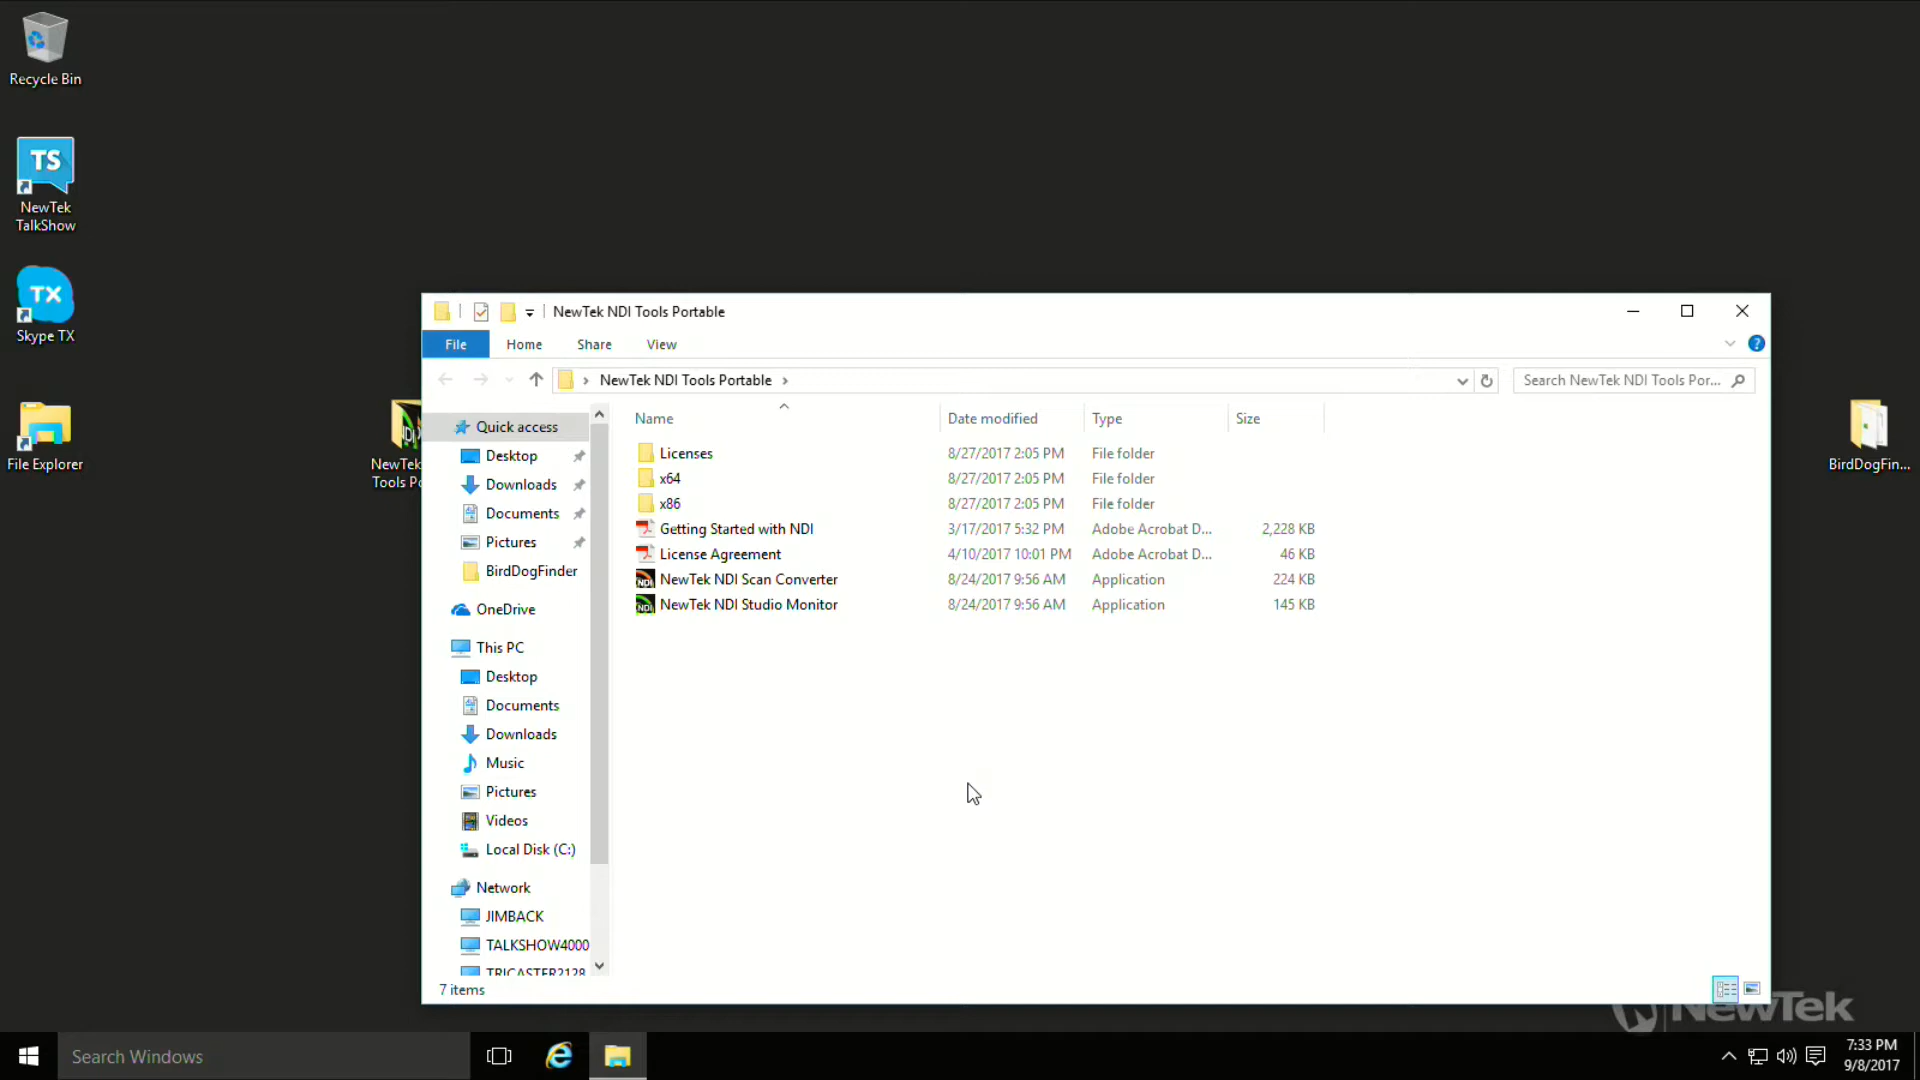 Recycle Bin
TS
NewTek
TalkShow
TX
Skype TX
File Explorer
NDI
NewTek
Tools Po
BirdDogFin...
NewTek NDI Tools Portable
File
Home
Share
View
NewTek NDI Tools Portable
Search NewTek NDI Tools Por...
Name
Date modified
Type
Size
Licenses 8/27/2017 2:05 PM File folder
x64 8/27/2017 2:05 PM File folder
x86 8/27/2017 2:05 PM File folder
Getting Started with NDI 3/17/2017 5:32 PM Adobe Acrobat D... 2,228 KB
License Agreement 4/10/2017 10:01 PM Adobe Acrobat D... 46 KB
NewTek NDI Scan Converter 8/24/2017 9:56 AM Application 224 KB
NewTek NDI Studio Monitor 8/24/2017 9:56 AM Application 145 KB
Quick access
Desktop
Downloads
Documents
Pictures
BirdDogFinder
OneDrive
This PC
Desktop
Documents
Downloads
Music
Pictures
Videos
Local Disk (C:)
Network
JIMBACK
TALKSHOW4000
TRICASTER2128
7 items
NewTek
Search Windows
7:33 PM
9/8/2017